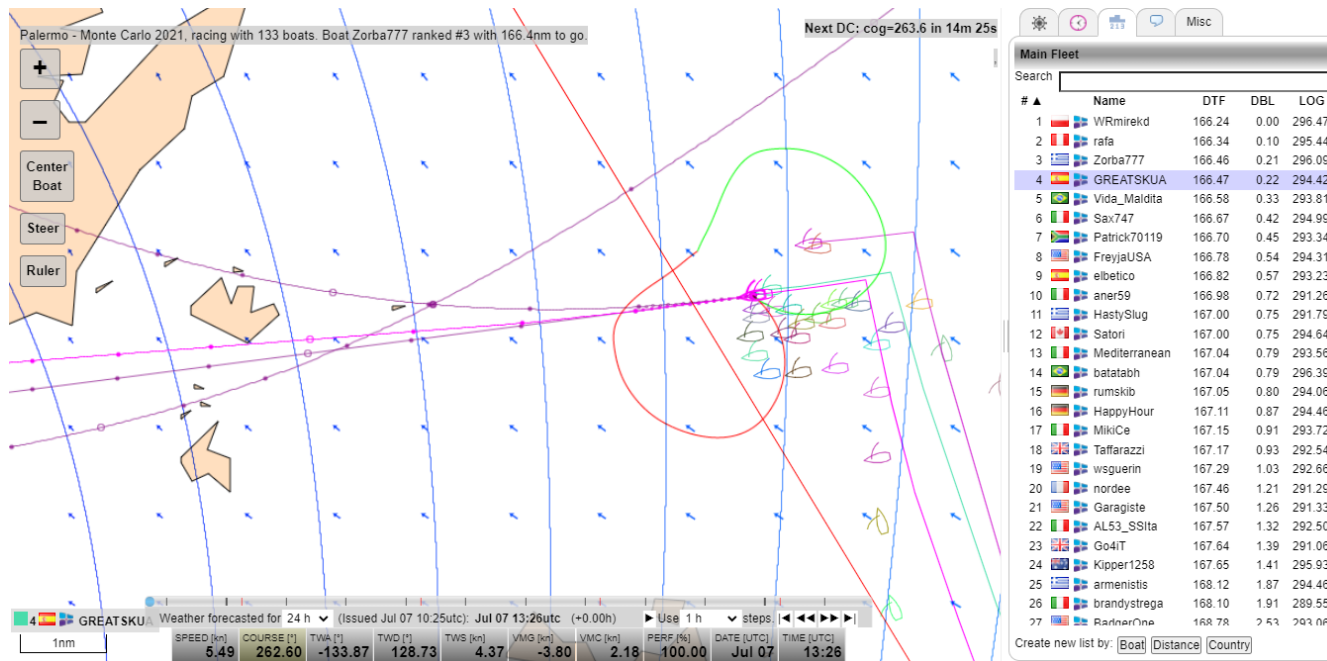 Palermo - Monte Carlo 2021, racing with 133 boats. Boat Zorba777 ranked #3 with 166.4nm to go.
Next DC: cog=263.6 in 14m 25s
+
−
Center
Boat
Steer
Ruler
4 GREATSKUA Weather forecasted for 24 h (Issued Jul 07 10:25utc): Jul 07 13:26utc (+0.00h) Use 1 h steps.
1nm
SPEED [kn] COURSE [°] TWA [°] TWD [°] TWS [kn] VMG [kn] VMC [kn] PERF [%] DATE [UTC] TIME [UTC]
5.49 262.60 -133.87 128.73 4.37 -3.80 2.18 100.00 Jul 07 13:26
213 Misc
Main Fleet
Search
# ▲ Name DTF DBL LOG
1 WRmirekd 166.24 0.00 296.47
2 rafa 166.34 0.10 295.44
3 Zorba777 166.46 0.21 296.09
4 GREATSKUA 166.47 0.22 294.42
5 Vida_Maldita 166.58 0.33 293.81
6 Sax747 166.67 0.42 294.99
7 Patrick70119 166.70 0.45 293.34
8 FreyjaUSA 166.78 0.54 294.31
9 elbetico 166.82 0.57 293.23
10 aner59 166.98 0.72 291.26
11 HastySlug 167.00 0.75 291.79
12 Satori 167.00 0.75 294.64
13 Mediterranean 167.04 0.79 293.56
14 batatabh 167.04 0.79 296.39
15 rumskib 167.05 0.80 294.06
16 HappyHour 167.11 0.87 294.46
17 MikiCe 167.15 0.91 293.72
18 Taffarazzi 167.17 0.93 292.54
19 wsguerin 167.29 1.03 292.66
20 nordee 167.46 1.21 291.29
21 Garagiste 167.50 1.26 291.33
22 AL53_SSIta 167.57 1.32 292.50
23 Go4iT 167.64 1.39 291.06
24 Kipper1258 167.65 1.41 295.93
25 armenistis 168.12 1.87 294.46
26 brandystrega 168.10 1.91 289.55
27 BadgerOne 168.78 2.53 293.06
Create new list by: Boat Distance Country